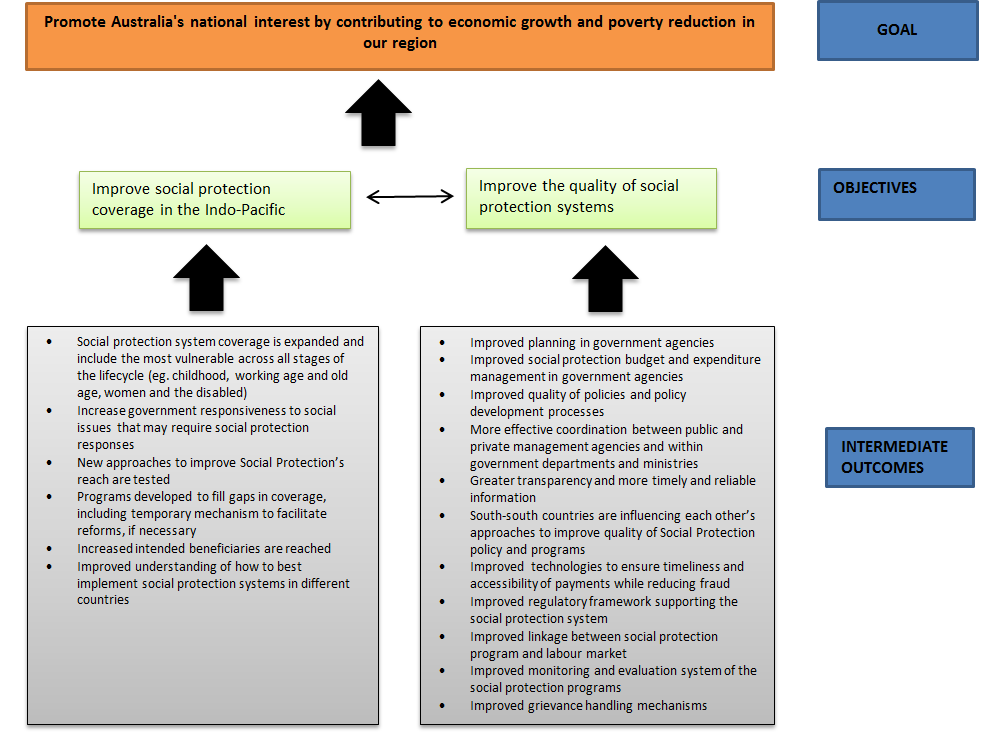 Promote Australia's national interest by contributing to economic growth and poverty reduction in
our region
GOAL
Improve social protection
coverage in the Indo-Pacific
Improve the quality of social
protection systems
OBJECTIVES
• Social protection system coverage is expanded and
include the most vulnerable across all stages of
the lifecycle (eg. childhood, working age and old
age, women and the disabled)
• Increase government responsiveness to social
issues that may require social protection
responses
• New approaches to improve Social Protection's
reach are tested
• Programs developed to fill gaps in coverage,
including temporary mechanism to facilitate
reforms, if necessary
• Increased intended beneficiaries are reached
• Improved understanding of how to best
implement social protection systems in different
countries
• Improved planning in government agencies
• Improved social protection budget and expenditure
management in government agencies
• Improved quality of policies and policy
development processes
• More effective coordination between public and
private management agencies and within
government departments and ministries
• Greater transparency and more timely and reliable
information
• South-south countries are influencing each other's
approaches to improve quality of Social Protection
policy and programs
• Improved technologies to ensure timeliness and
accessibility of payments while reducing fraud
• Improved regulatory framework supporting the
social protection system
• Improved linkage between social protection
program and labour market
• Improved monitoring and evaluation system of the
social protection programs
• Improved grievance handling mechanisms
INTERMEDIATE
OUTCOMES